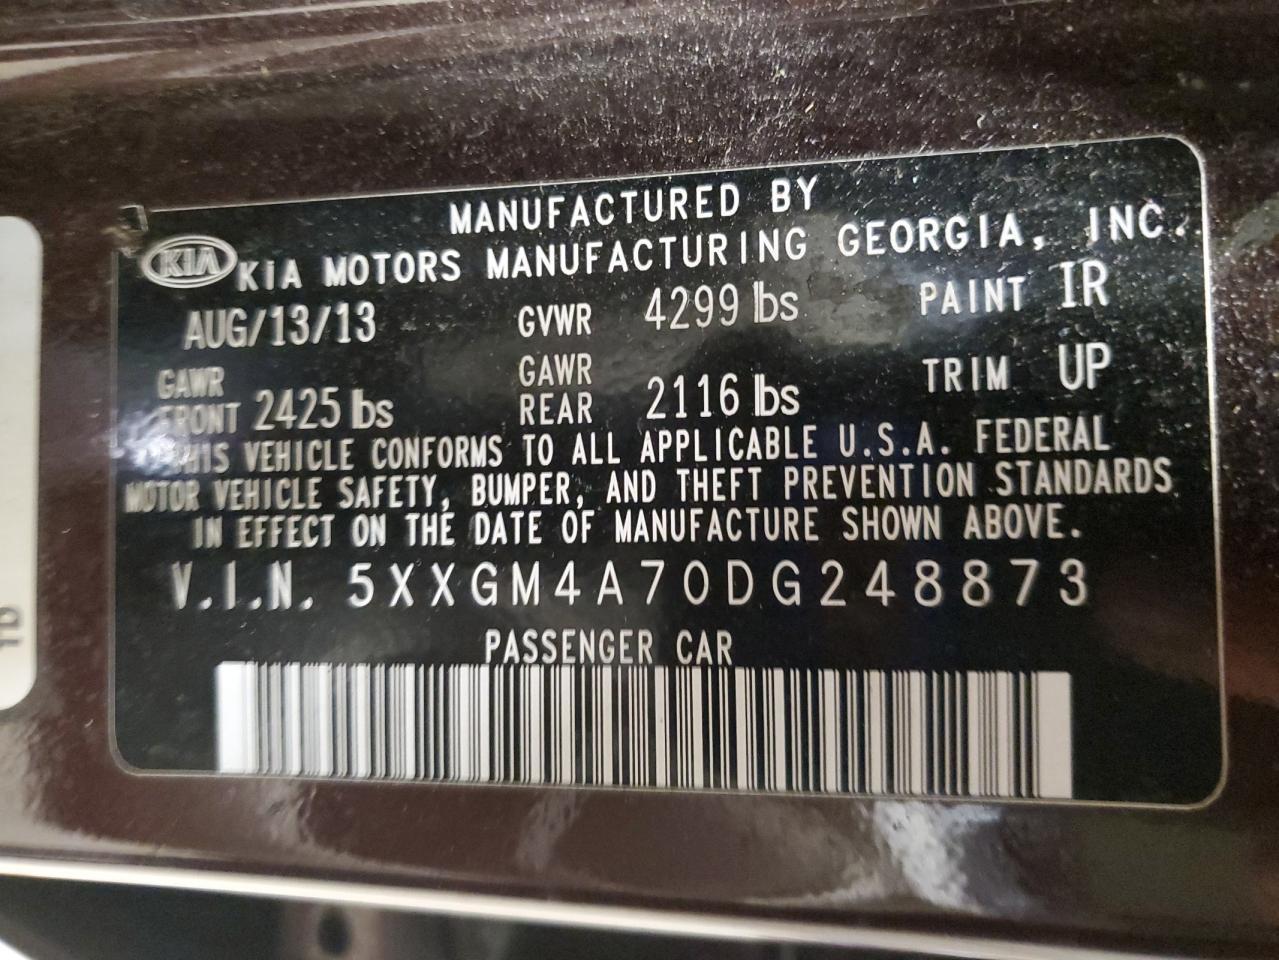 MANUFACTURED BY
KIA KIA MOTORS MANUFACTURING GEORGIA, INC.
AUG/13/13 GVWR 4299 lbs PAINT IR
GAWR FRONT 2425 lbs GAWR REAR 2116 lbs TRIM UP
THIS VEHICLE CONFORMS TO ALL APPLICABLE U.S.A. FEDERAL
MOTOR VEHICLE SAFETY, BUMPER, AND THEFT PREVENTION STANDARDS
IN EFFECT ON THE DATE OF MANUFACTURE SHOWN ABOVE.
V.I.N. 5XXGM4A70DG248873
PASSENGER CAR